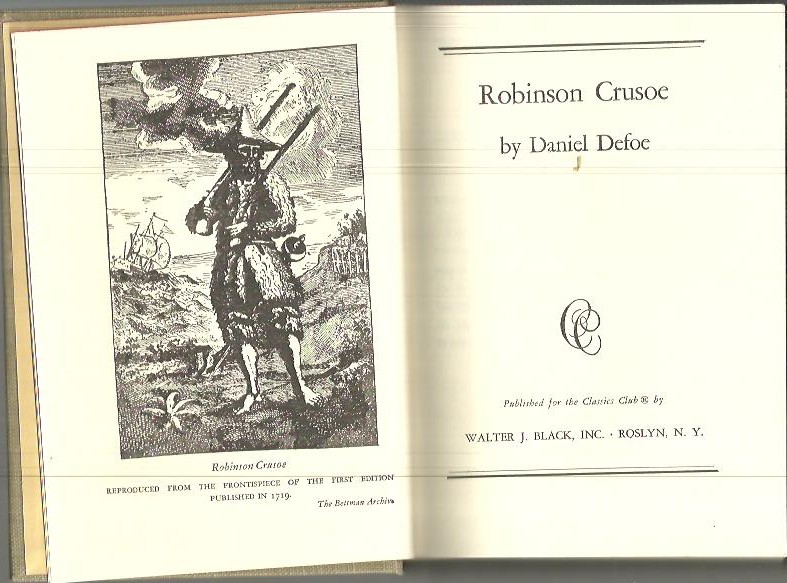 Robinson Crusoe
REPRODUCED FROM THE FRONTISPIECE OF THE FIRST EDITION
PUBLISHED IN 1719.
The Bettman Archive
Robinson Crusoe
by Daniel Defoe
CC
Published for the Classics Club ® by
WALTER J. BLACK, INC. · ROSLYN, N. Y.